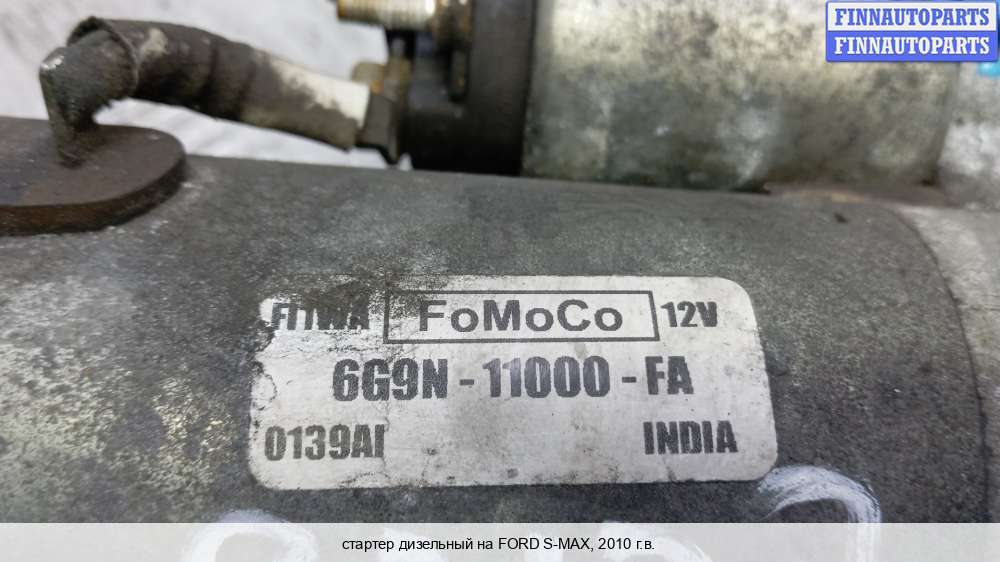 FINNAUTOPARTS
FINNAUTOPARTS
FoMoCo 12V
6G9N - 11000 - FA
0139AI
INDIA
стартер дизельный на FORD S-MAX, 2010 г.в.